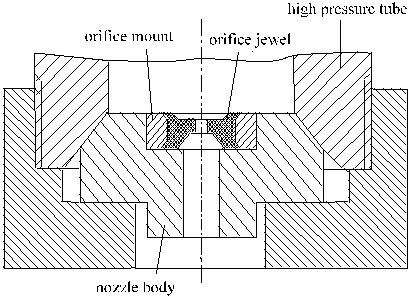 high pressure tube
orifice mount
orifice jewel
nozzle body